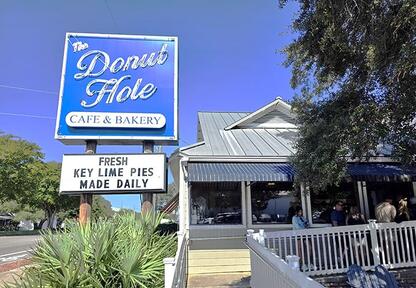 The
Donut
Hole
CAFE & BAKERY
FRESH
KEY LIME PIES
MADE DAILY